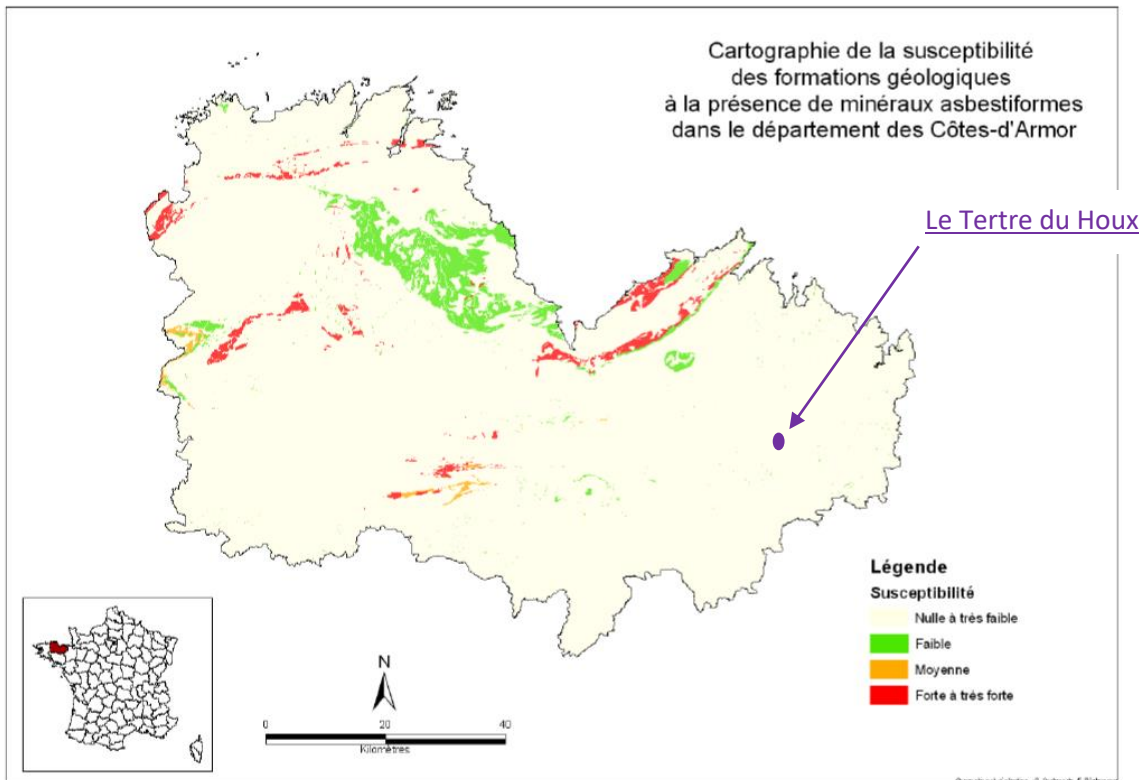 Cartographie de la susceptibilité
des formations géologiques
à la présence de minéraux asbestiformes
dans le département des Côtes-d'Armor
Le Tertre du Houx
Légende
Susceptibilité
Nulle à très faible
Faible
Moyenne
Forte à très forte
N
0 20 40
Kilomètres